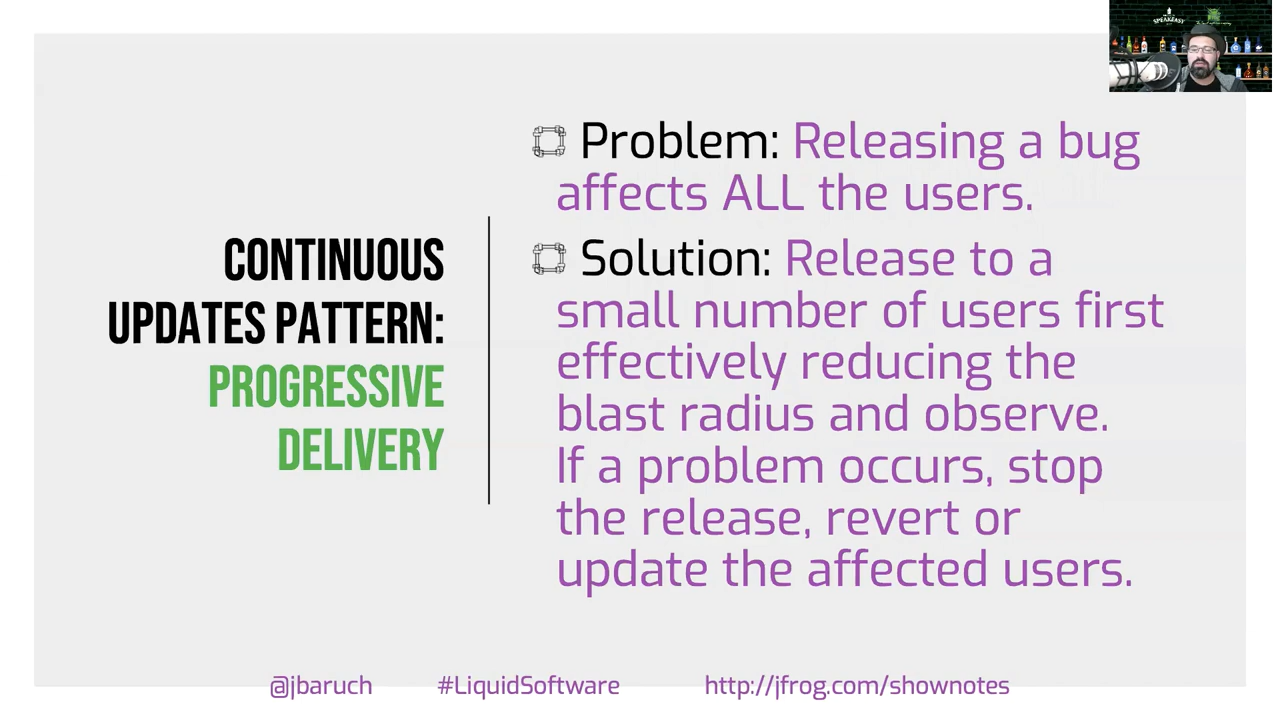 CONTINUOUS
UPDATES PATTERN:
PROGRESSIVE
DELIVERY
Problem: Releasing a bug
affects ALL the users.
Solution: Release to a
small number of users first
effectively reducing the
blast radius and observe.
If a problem occurs, stop
the release, revert or
update the affected users.
@jbaruch #LiquidSoftware http://jfrog.com/shownotes
SPEAKEASY